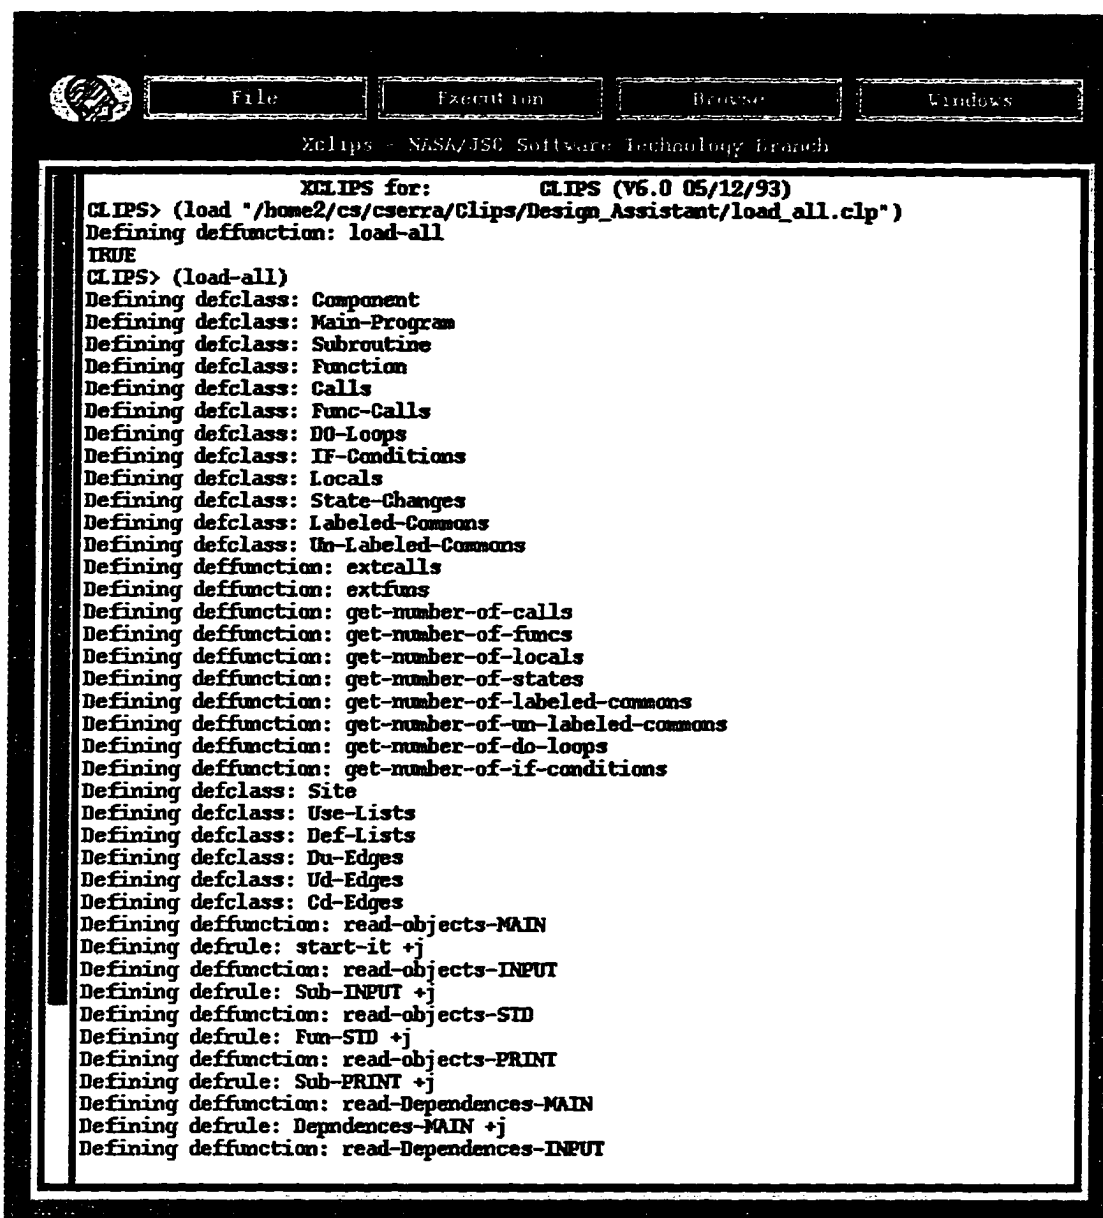 File Execution Browse Windows
Xclips - NASA/JSC Software Technology Branch
XCLIPS for: CLIPS (V6.0 05/12/93)
CLIPS> (load "/home2/cs/cserra/Clips/Design_Assistant/load_all.clp")
Defining deffunction: load-all
TRUE
CLIPS> (load-all)
Defining defclass: Component
Defining defclass: Main-Program
Defining defclass: Subroutine
Defining defclass: Function
Defining defclass: Calls
Defining defclass: Func-Calls
Defining defclass: DO-Loops
Defining defclass: IF-Conditions
Defining defclass: Locals
Defining defclass: State-Changes
Defining defclass: Labeled-Commons
Defining defclass: Un-Labeled-Commons
Defining deffunction: extcalls
Defining deffunction: extfuns
Defining deffunction: get-number-of-calls
Defining deffunction: get-number-of-funcs
Defining deffunction: get-number-of-locals
Defining deffunction: get-number-of-states
Defining deffunction: get-number-of-labeled-commons
Defining deffunction: get-number-of-un-labeled-commons
Defining deffunction: get-number-of-do-loops
Defining deffunction: get-number-of-if-conditions
Defining defclass: Site
Defining defclass: Use-Lists
Defining defclass: Def-Lists
Defining defclass: Du-Edges
Defining defclass: Ud-Edges
Defining defclass: Cd-Edges
Defining deffunction: read-objects-MAIN
Defining defrule: start-it +j
Defining deffunction: read-objects-INPUT
Defining defrule: Sub-INPUT +j
Defining deffunction: read-objects-STD
Defining defrule: Fun-STD +j
Defining deffunction: read-objects-PRINT
Defining defrule: Sub-PRINT +j
Defining deffunction: read-Dependences-MAIN
Defining defrule: Depndences-MAIN +j
Defining deffunction: read-Dependences-INPUT